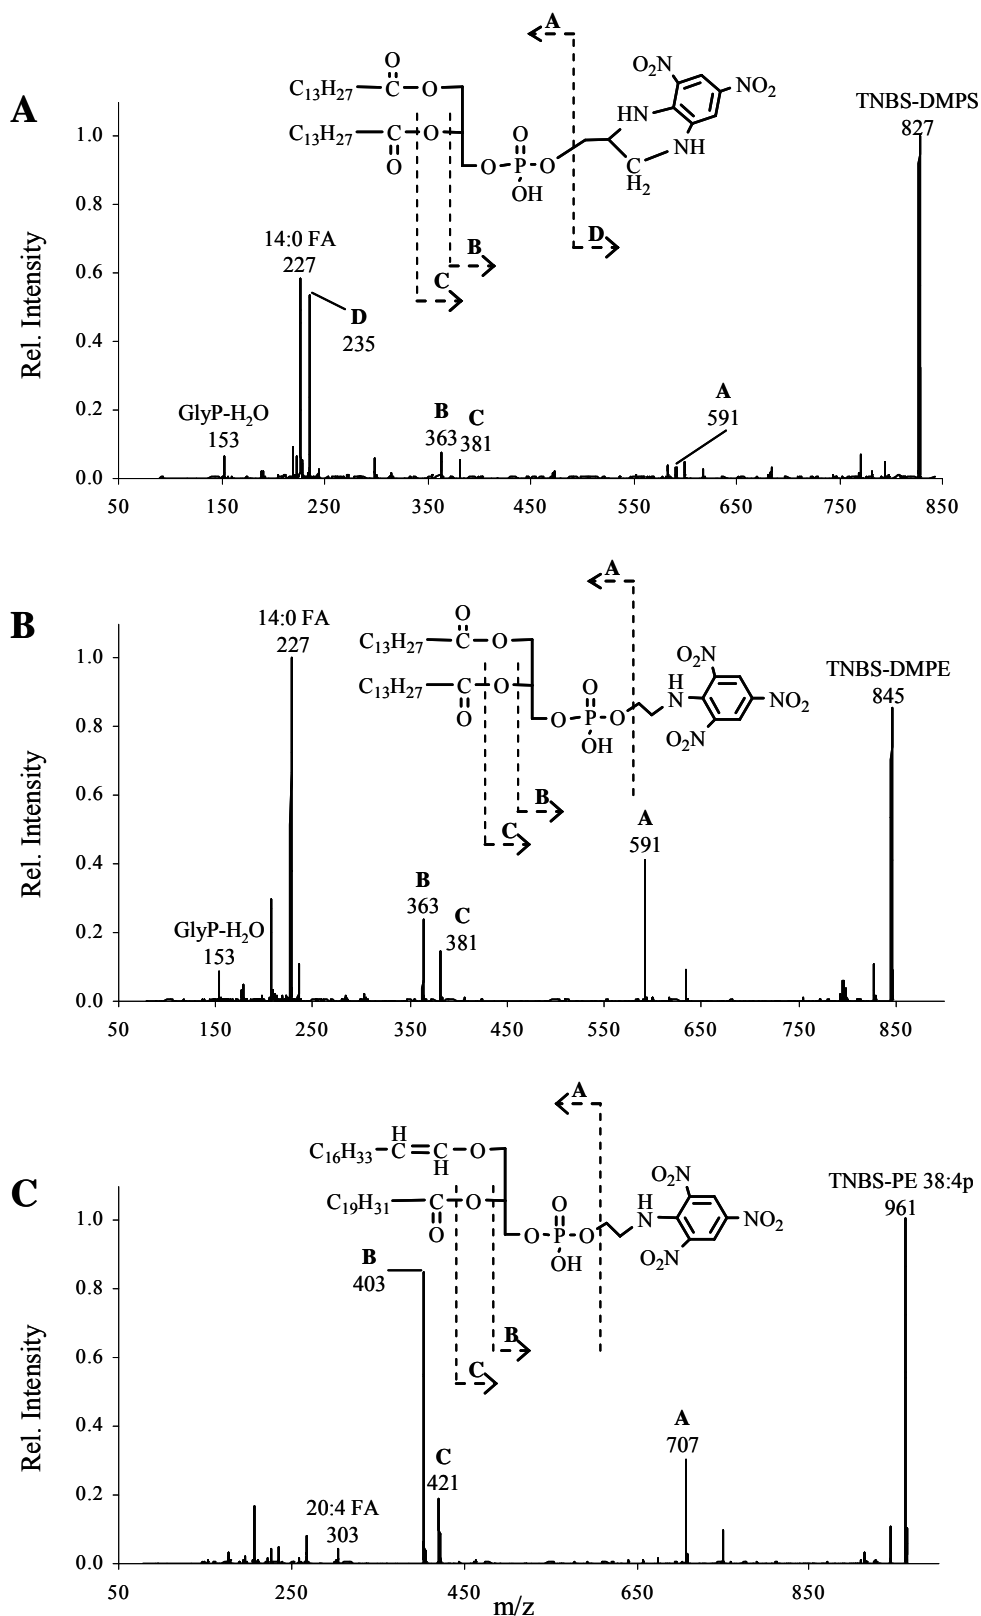 A
A
O
C₁₃H₂₇ C O
C₁₃H₂₇ C O
O
O P O
O
OH
O₂N
NO₂
HN
NH
C
H₂
B
C
D
TNBS-DMPS
827
14:0 FA
227
D
235
GlyP-H₂O
153
B
363
C
381
A
591
Rel. Intensity
1.0
0.8
0.6
0.4
0.2
0.0
50 150 250 350 450 550 650 750 850
B
A
O
C₁₃H₂₇ C O
C₁₃H₂₇ C O
O
O P O
O
OH
H
N
O₂N
NO₂
O₂N
B
C
14:0 FA
227
TNBS-DMPE
845
A
591
B
363
C
381
GlyP-H₂O
153
Rel. Intensity
1.0
0.8
0.6
0.4
0.2
0.0
50 150 250 350 450 550 650 750 850
C
A
H
C₁₆H₃₃ C C O
H
C₁₉H₃₁ C O
O
O
O P O
OH
H
N
O₂N
NO₂
O₂N
B
C
TNBS-PE 38:4p
961
B
403
A
707
C
421
20:4 FA
303
Rel. Intensity
1.0
0.8
0.6
0.4
0.2
0.0
50 250 450 650 850
m/z